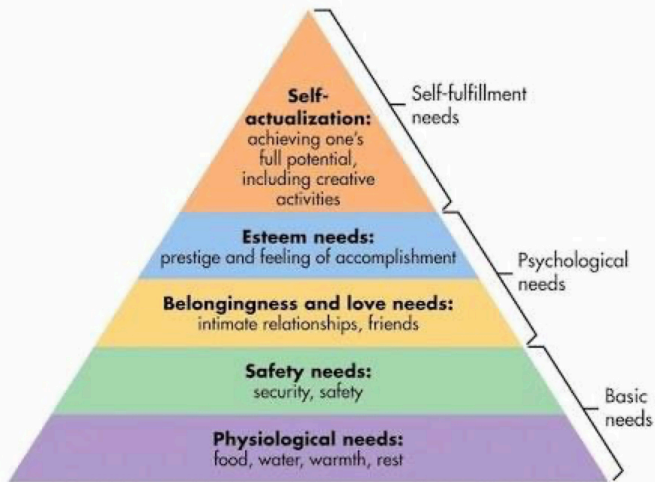 Self-
actualization:
achieving one's
full potential,
including creative
activities
Self-fulfillment
needs
Esteem needs:
prestige and feeling of accomplishment
Belongingness and love needs:
intimate relationships, friends
Psychological
needs
Safety needs:
security, safety
Physiological needs:
food, water, warmth, rest
Basic
needs